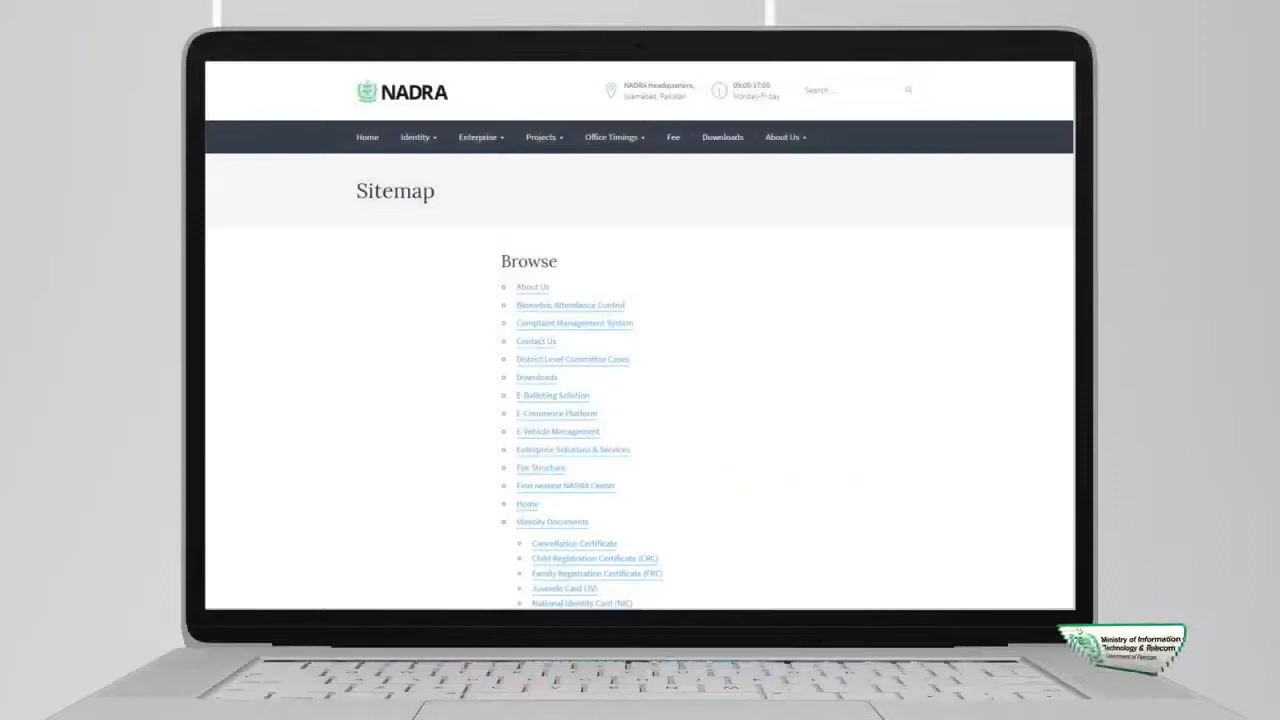 NADRA
NADRA Headquarters,
Islamabad, Pakistan
09:00-17:00
Monday-Friday
Search ...
Home
Identity
Enterprise
Projects
Office Timings
Fee
Downloads
About Us
Sitemap
Browse
About Us
Biometric Attendance Control
Complaint Management System
Contact Us
District Level Committee Cases
Downloads
E-Balloting Solution
E-Commerce Platform
E-Vehicle Management
Enterprise Solutions & Services
Fee Structure
Find nearest NADRA Center
Home
Identity Documents
Cancellation Certificate
Child Registration Certificate (CRC)
Family Registration Certificate (FRC)
Juvenile Card (JV)
National Identity Card (NIC)
Ministry of Information
Technology & Telecom
Government of Pakistan